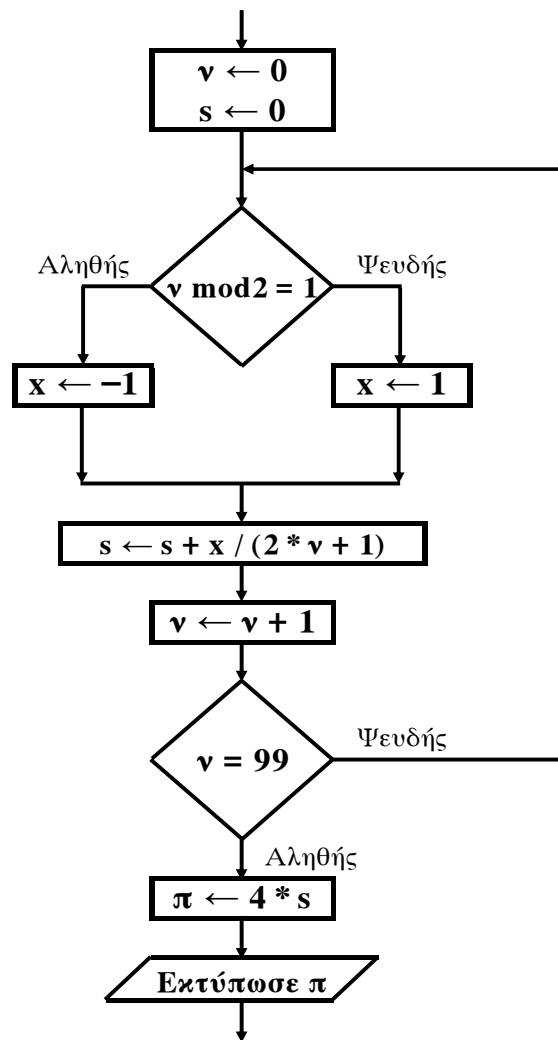 ν ← 0
s ← 0
Αληθής
Ψευδής
ν mod2 = 1
x ← −1
x ← 1
s ← s + x / (2 * ν + 1)
ν ← ν + 1
Ψευδής
ν = 99
Αληθής
π ← 4 * s
Εκτύπωσε π